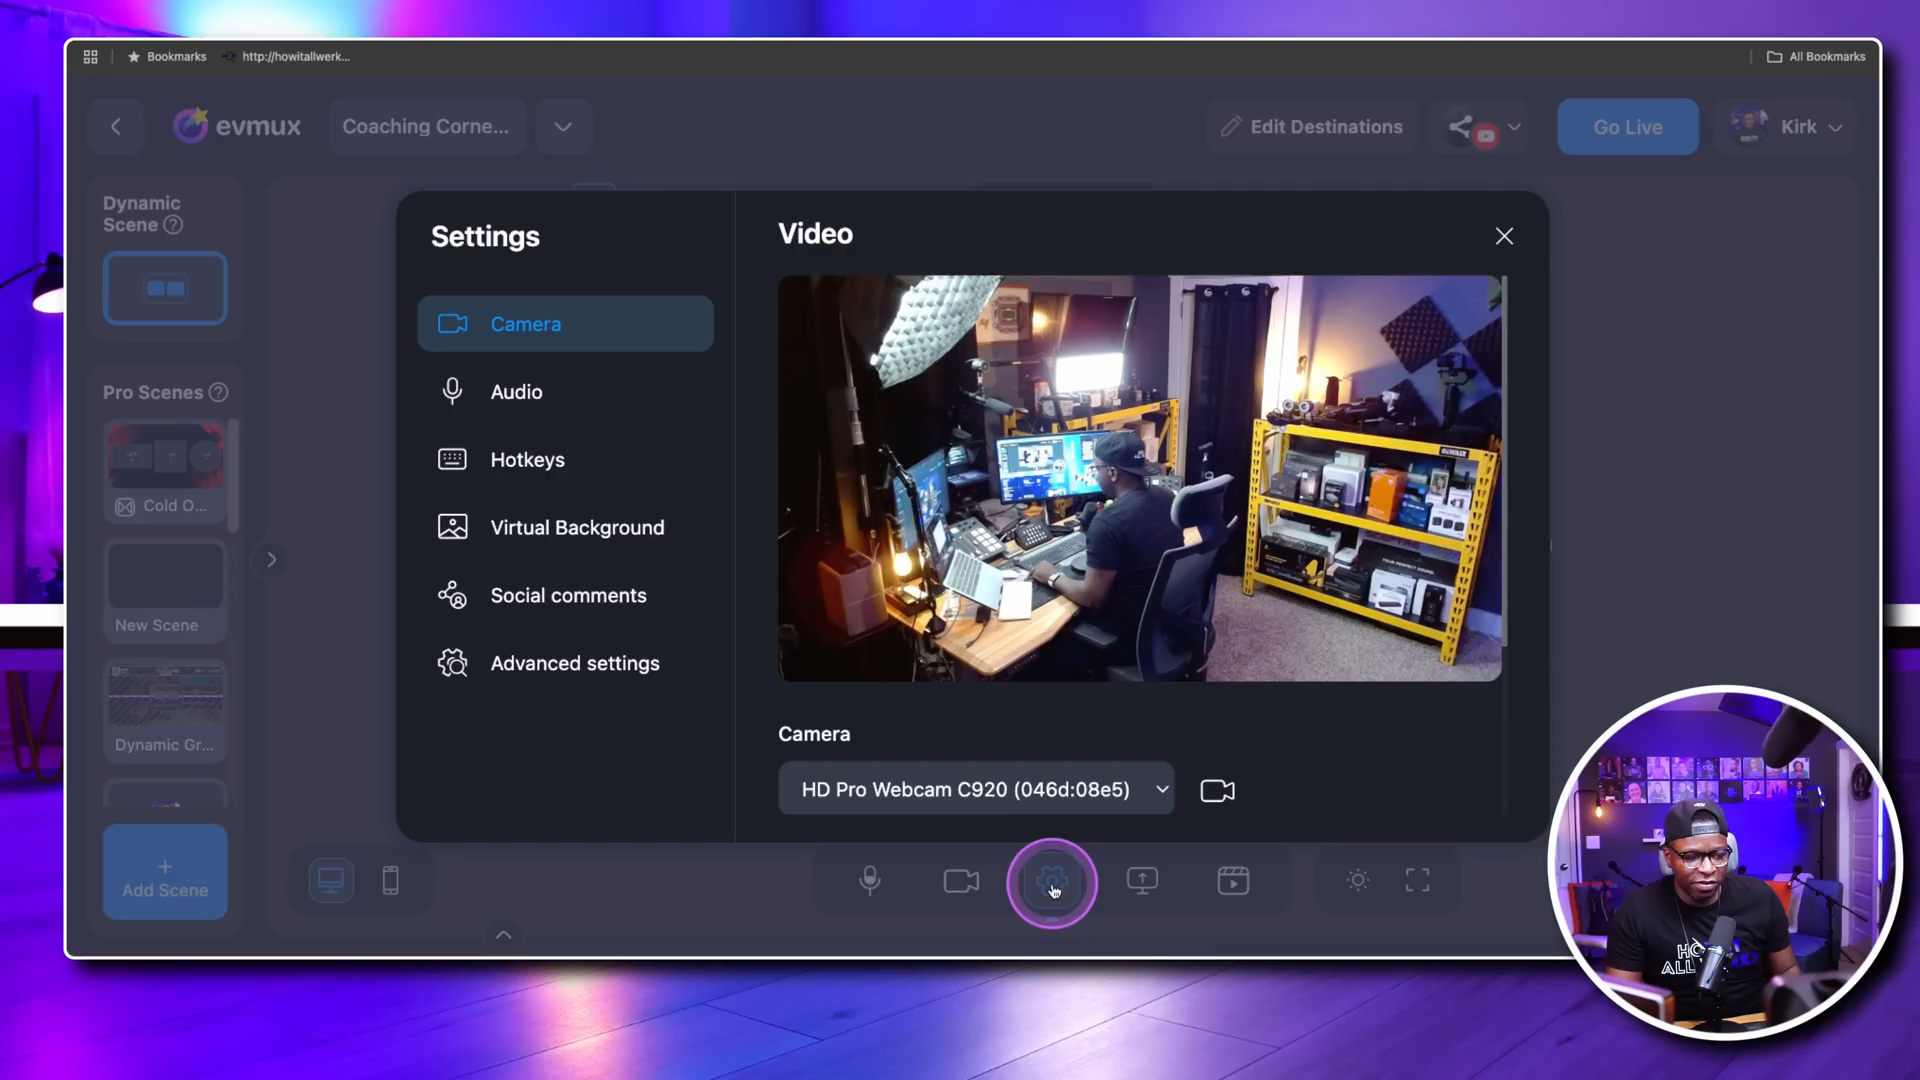 Bookmarks
http://howitallwerk...
All Bookmarks
evmux
Coaching Corne...
Edit Destinations
Go Live
Kirk
Dynamic
Scene
Settings
Video
Camera
Audio
Hotkeys
Virtual Background
Social comments
Advanced settings
Pro Scenes
Cold O...
New Scene
Dynamic Gr...
+
Add Scene
Camera
HD Pro Webcam C920 (046d:08e5)